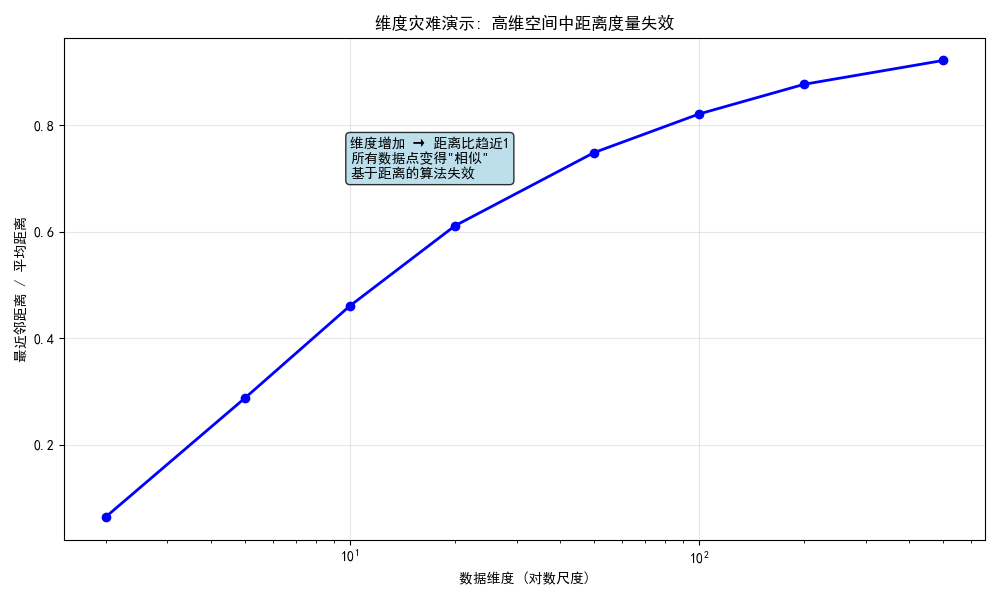 维度灾难演示: 高维空间中距离度量失效
最近邻距离 / 平均距离
0.8
0.6
0.4
0.2
维度增加 → 距离比趋近1
所有数据点变得"相似"
基于距离的算法失效
10¹
10²
数据维度 (对数尺度)